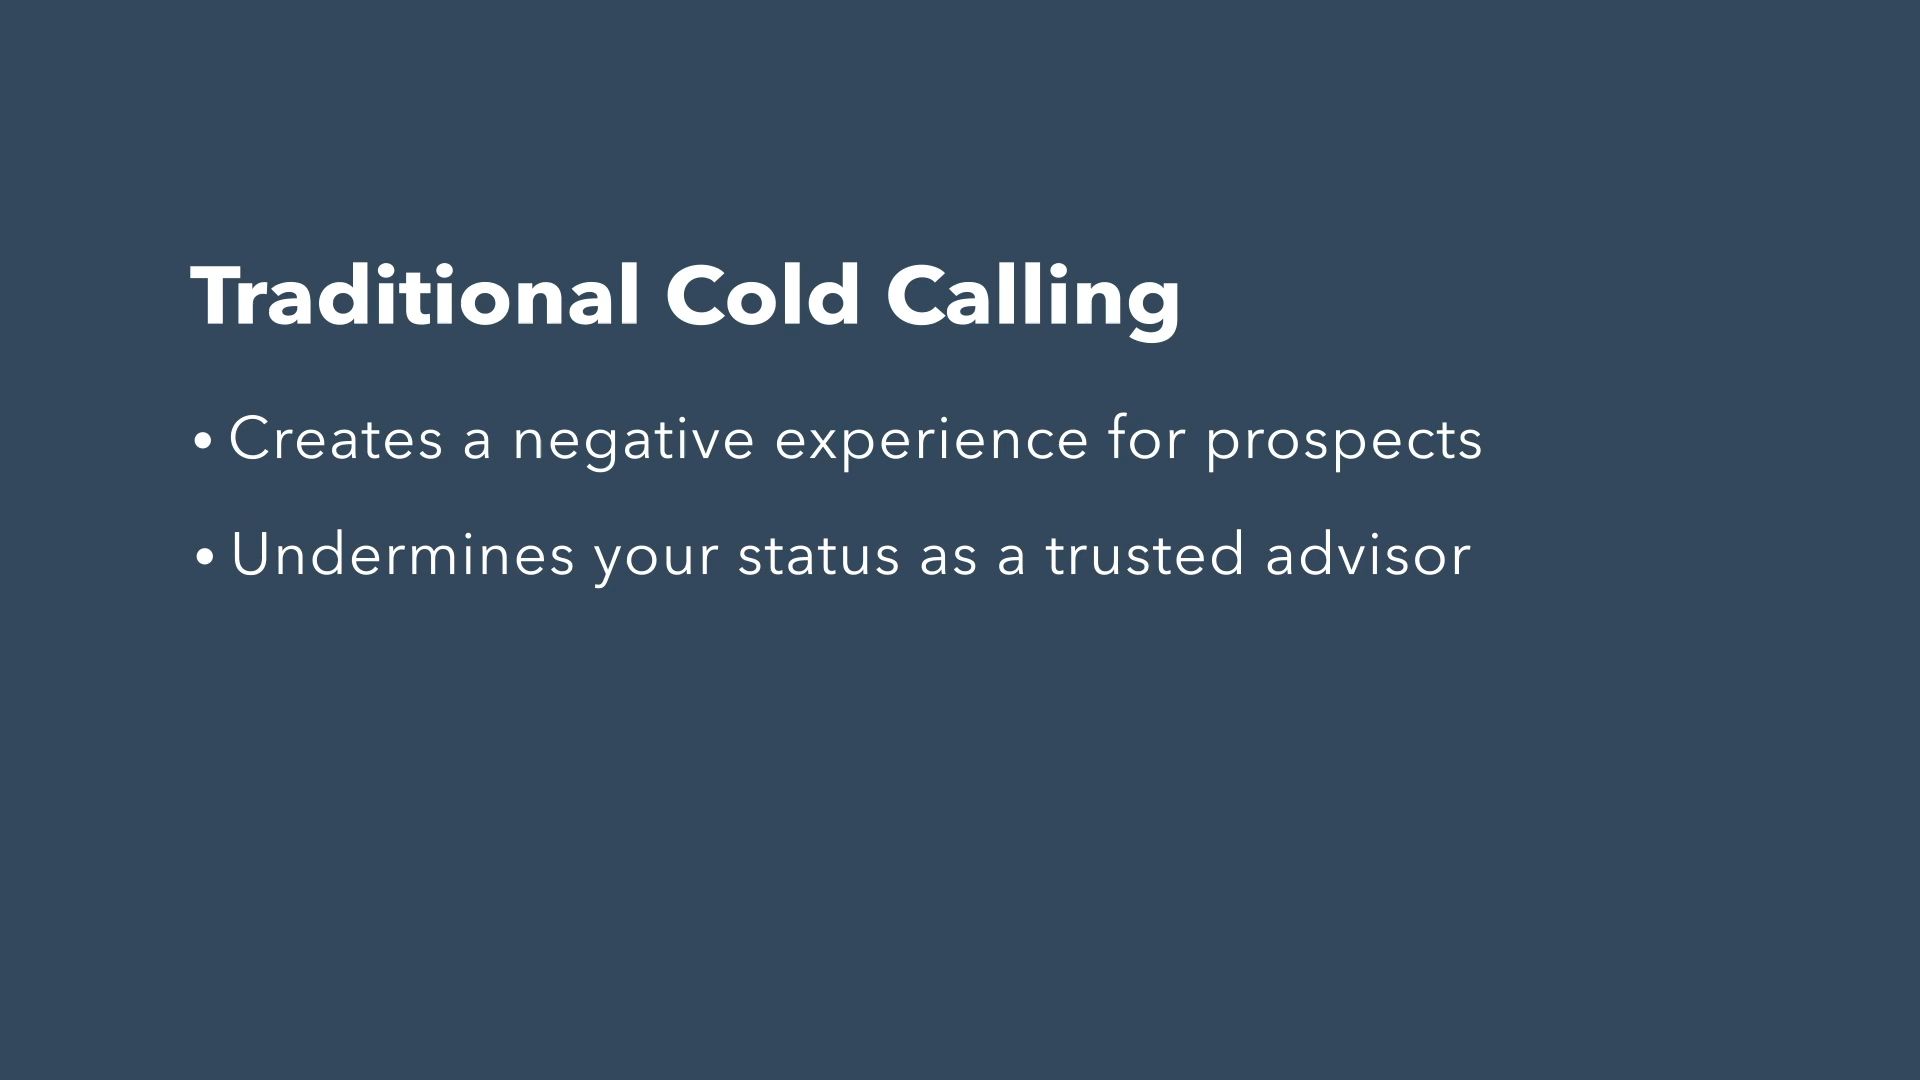 Traditional Cold Calling
• Creates a negative experience for prospects
• Undermines your status as a trusted advisor